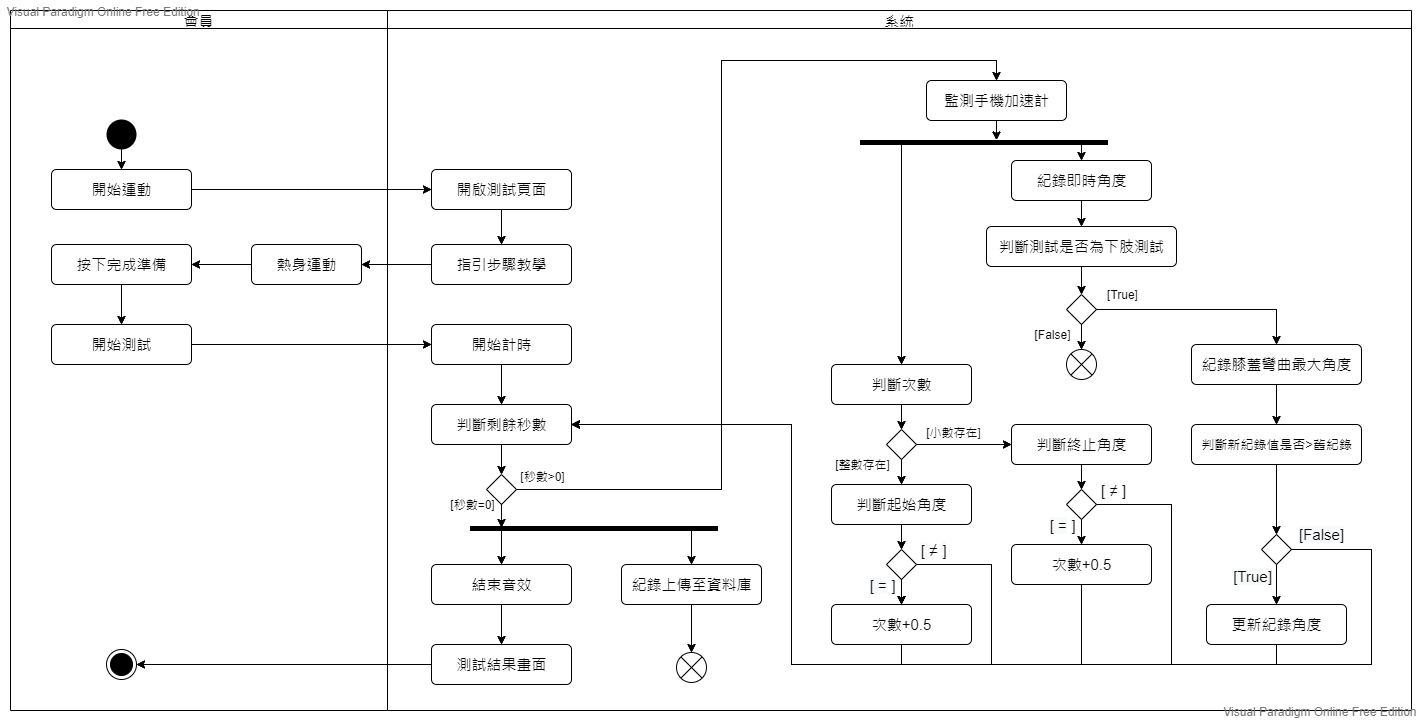 Visual Paradigm Online Free Edition
會員
系統
監測手機加速計
開始運動
開啟測試頁面
紀錄即時角度
判斷測試是否為下肢測試
按下完成準備
熱身運動
指引步驟教學
[True]
[False]
開始測試
開始計時
紀錄膝蓋彎曲最大角度
判斷次數
判斷剩餘秒數
[小數存在]
判斷終止角度
判斷新紀錄值是否>舊紀錄
[整數存在]
[秒數>0]
[秒數=0]
判斷起始角度
[ ≠ ]
[ = ]
[ ≠ ]
[ = ]
[False]
[True]
結束音效
紀錄上傳至資料庫
次數+0.5
次數+0.5
更新紀錄角度
測試結果畫面
Visual Paradigm Online Free Edition